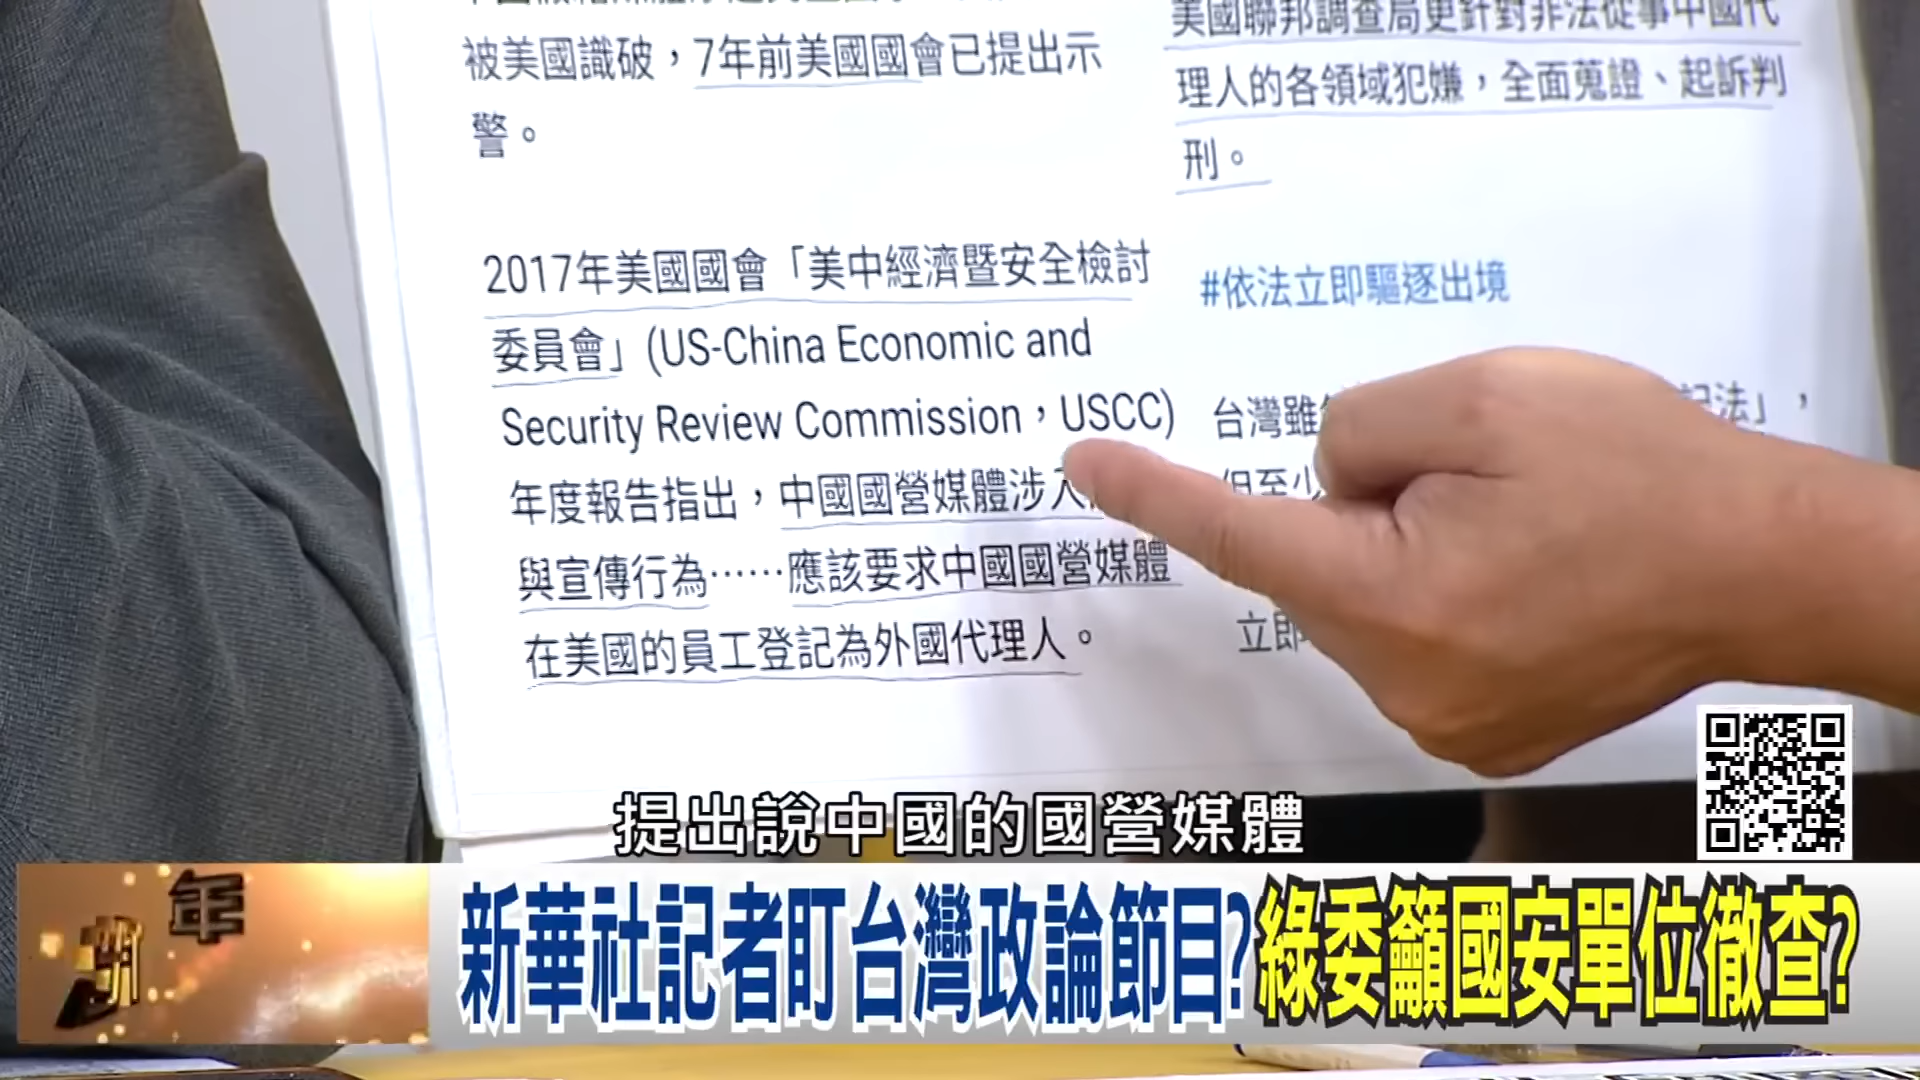 被美國識破，7年前美國國會已提出示
警。
2017年美國國會「美中經濟暨安全檢討
委員會」(US-China Economic and
Security Review Commission，USCC)
年度報告指出，中國國營媒體涉入
與宣傳行為……應該要求中國國營媒體
在美國的員工登記為外國代理人。
美國聯邦調查局更針對非法從事中國代
理人的各領域犯嫌，全面蒐證、起訴判
刑。
#依法立即驅逐出境
台灣雖
記法」，
但至少
立即
提出說中國的國營媒體
年
新華社記者盯台灣政論節目?綠委籲國安單位徹查?